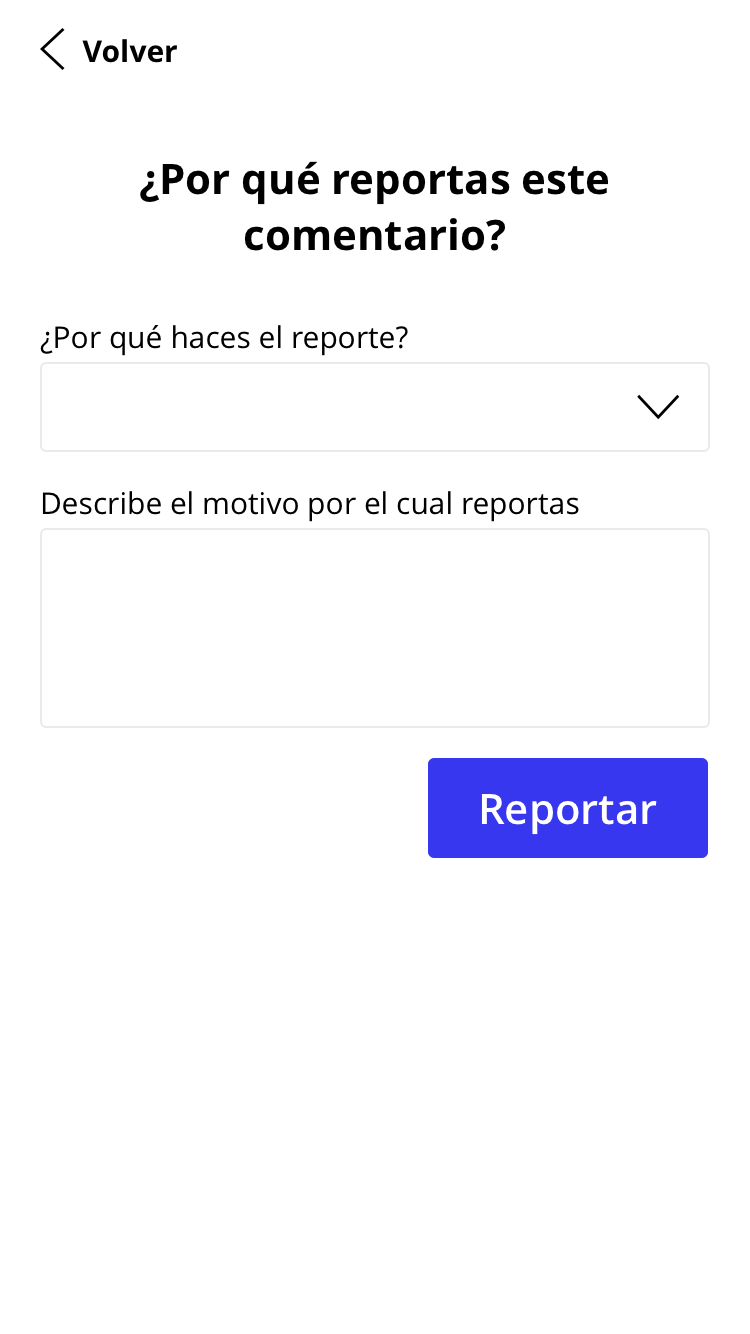 Volver
¿Por qué reportas este
comentario?
¿Por qué haces el reporte?
Describe el motivo por el cual reportas
Reportar